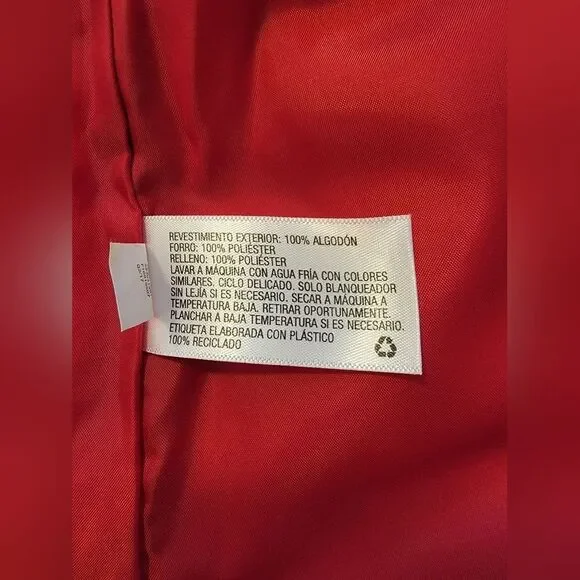 REVESTIMIENTO EXTERIOR: 100% ALGODÓN
FORRO: 100% POLIÉSTER
RELLENO: 100% POLIÉSTER
LAVAR A MÁQUINA CON AGUA FRÍA CON COLORES
SIMILARES. CICLO DELICADO. SOLO BLANQUEADOR
SIN LEJÍA SI ES NECESARIO. SECAR A MÁQUINA A
TEMPERATURA BAJA. RETIRAR OPORTUNAMENTE.
PLANCHAR A BAJA TEMPERATURA SI ES NECESARIO.
ETIQUETA ELABORADA CON PLÁSTICO
100% RECICLADO